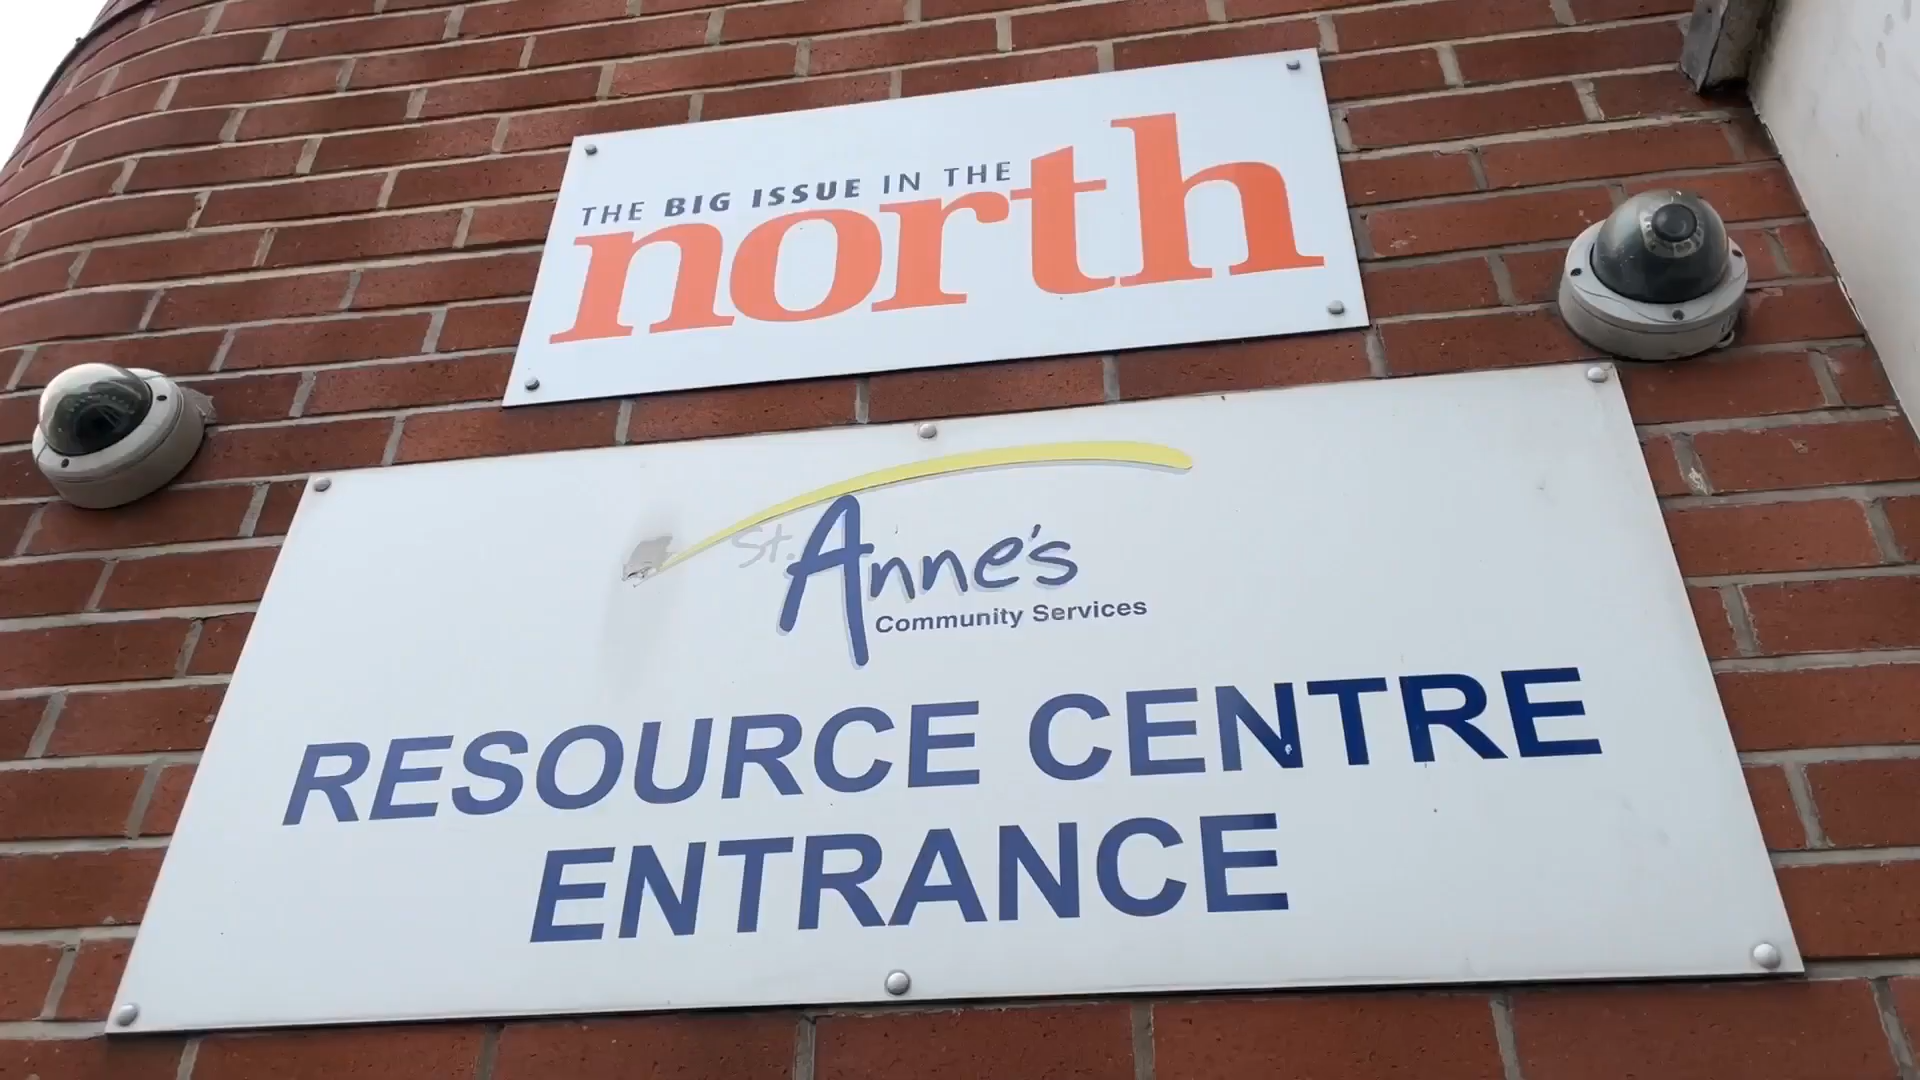 THE BIG ISSUE IN THE
north
St. Anne's
Community Services
RESOURCE CENTRE
ENTRANCE